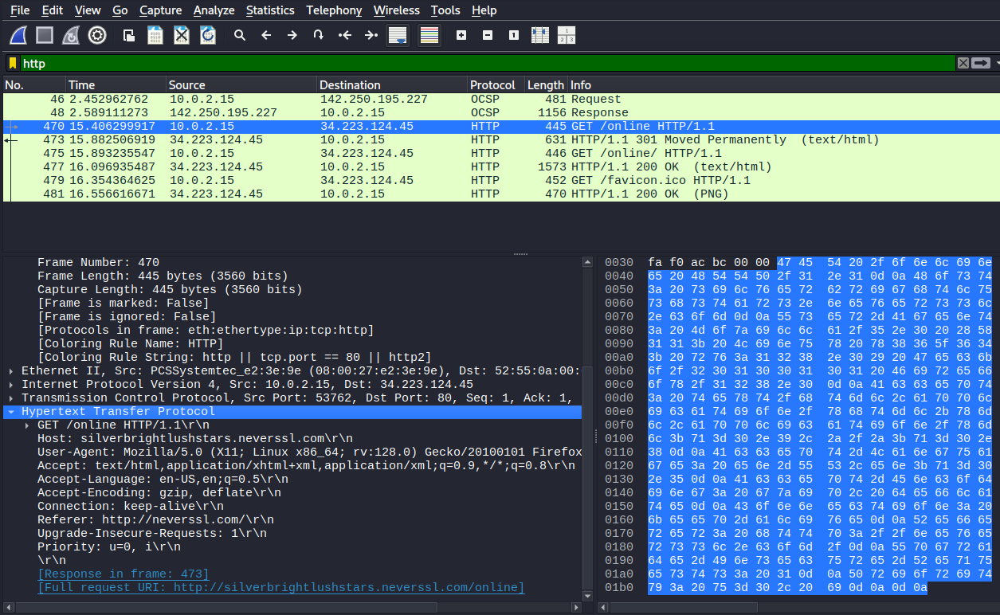 File Edit View Go Capture Analyze Statistics Telephony Wireless Tools Help
http
No. Time Source Destination Protocol Length Info
46 2.452962762 10.0.2.15 142.250.195.227 OCSP 481 Request
48 2.589111273 142.250.195.227 10.0.2.15 OCSP 1156 Response
470 15.406299917 10.0.2.15 34.223.124.45 HTTP 445 GET /online HTTP/1.1
473 15.882506919 34.223.124.45 10.0.2.15 HTTP 631 HTTP/1.1 301 Moved Permanently  (text/html)
475 15.893235547 10.0.2.15 34.223.124.45 HTTP 446 GET /online/ HTTP/1.1
477 16.096935487 34.223.124.45 10.0.2.15 HTTP 1573 HTTP/1.1 200 OK  (text/html)
479 16.354364625 10.0.2.15 34.223.124.45 HTTP 452 GET /favicon.ico HTTP/1.1
481 16.556616671 34.223.124.45 10.0.2.15 HTTP 470 HTTP/1.1 200 OK  (PNG)
Frame Number: 470
Frame Length: 445 bytes (3560 bits)
Capture Length: 445 bytes (3560 bits)
[Frame is marked: False]
[Frame is ignored: False]
[Protocols in frame: eth:ethertype:ip:tcp:http]
[Coloring Rule Name: HTTP]
[Coloring Rule String: http || tcp.port == 80 || http2]
Ethernet II, Src: PCSSystemtec_e2:3e:9e (08:00:27:e2:3e:9e), Dst: 52:55:0a:00:
Internet Protocol Version 4, Src: 10.0.2.15, Dst: 34.223.124.45
Transmission Control Protocol, Src Port: 53762, Dst Port: 80, Seq: 1, Ack: 1,
Hypertext Transfer Protocol
GET /online HTTP/1.1\r\n
Host: silverbrightlushstars.neverssl.com\r\n
User-Agent: Mozilla/5.0 (X11; Linux x86_64; rv:128.0) Gecko/20100101 Firefox
Accept: text/html,application/xhtml+xml,application/xml;q=0.9,*/*;q=0.8\r\n
Accept-Language: en-US,en;q=0.5\r\n
Accept-Encoding: gzip, deflate\r\n
Connection: keep-alive\r\n
Referer: http://neverssl.com/\r\n
Upgrade-Insecure-Requests: 1\r\n
Priority: u=0, i\r\n
\r\n
[Response in frame: 473]
[Full request URI: http://silverbrightlushstars.neverssl.com/online]
0030 fa f0 ac bc 00 00 47 45 54 20 2f 6f 6e 6c 69 6e
0040 65 20 48 54 54 50 2f 31 2e 31 0d 0a 48 6f 73 74
0050 3a 20 73 69 6c 76 65 72 62 72 69 67 68 74 6c 75
0060 73 68 73 74 61 72 73 2e 6e 65 76 65 72 73 73 6c
0070 2e 63 6f 6d 0d 0a 55 73 65 72 2d 41 67 65 6e 74
0080 3a 20 4d 6f 7a 69 6c 6c 61 2f 35 2e 30 20 28 58
0090 31 31 3b 20 4c 69 6e 75 78 20 78 38 36 5f 36 34
00a0 3b 20 72 76 3a 31 32 38 2e 30 29 20 47 65 63 6b
00b0 6f 2f 32 30 31 30 30 31 30 31 20 46 69 72 65 66
00c0 6f 78 2f 31 32 38 2e 30 0d 0a 41 63 63 65 70 74
00d0 3a 20 74 65 78 74 2f 68 74 6d 6c 2c 61 70 70 6c
00e0 69 63 61 74 69 6f 6e 2f 78 68 74 6d 6c 2b 78 6d
00f0 6c 2c 61 70 70 6c 69 63 61 74 69 6f 6e 2f 78 6d
0100 6c 3b 71 3d 30 2e 39 2c 2a 2f 2a 3b 71 3d 30 2e
0110 38 0d 0a 41 63 63 65 70 74 2d 4c 61 6e 67 75 61
0120 67 65 3a 20 65 6e 2d 55 53 2c 65 6e 3b 71 3d 30
0130 2e 35 0d 0a 41 63 63 65 70 74 2d 45 6e 63 6f 64
0140 69 6e 67 3a 20 67 7a 69 70 2c 20 64 65 66 6c 61
0150 74 65 0d 0a 43 6f 6e 6e 65 63 74 69 6f 6e 3a 20
0160 6b 65 65 70 2d 61 6c 69 76 65 0d 0a 52 65 66 65
0170 72 65 72 3a 20 68 74 74 70 3a 2f 2f 6e 65 76 65
0180 72 73 73 6c 2e 63 6f 6d 2f 0d 0a 55 70 67 72 61
0190 64 65 2d 49 6e 73 65 63 75 72 65 2d 52 65 71 75
01a0 65 73 74 73 3a 20 31 0d 0a 50 72 69 6f 72 69 74
01b0 79 3a 20 75 3d 30 2c 20 69 0d 0a 0d 0a